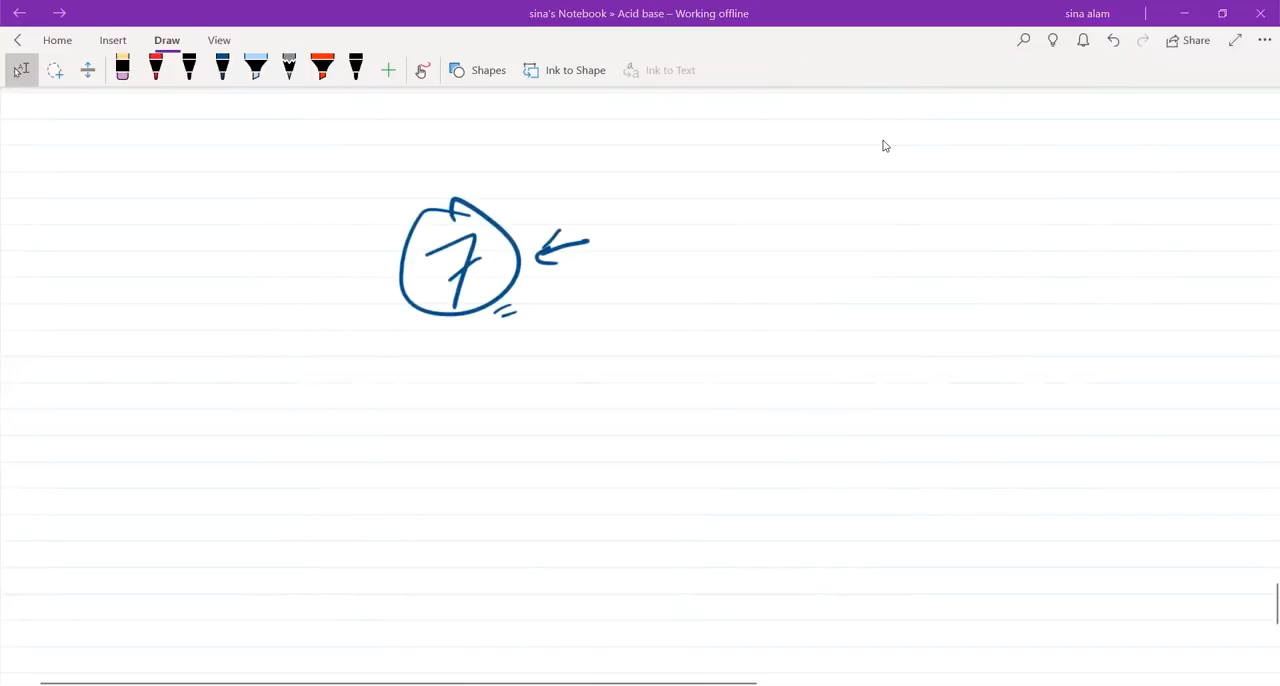 sina's Notebook » Acid base – Working offline
sina alam
Home Insert Draw View
Share
Shapes Ink to Shape Ink to Text
7